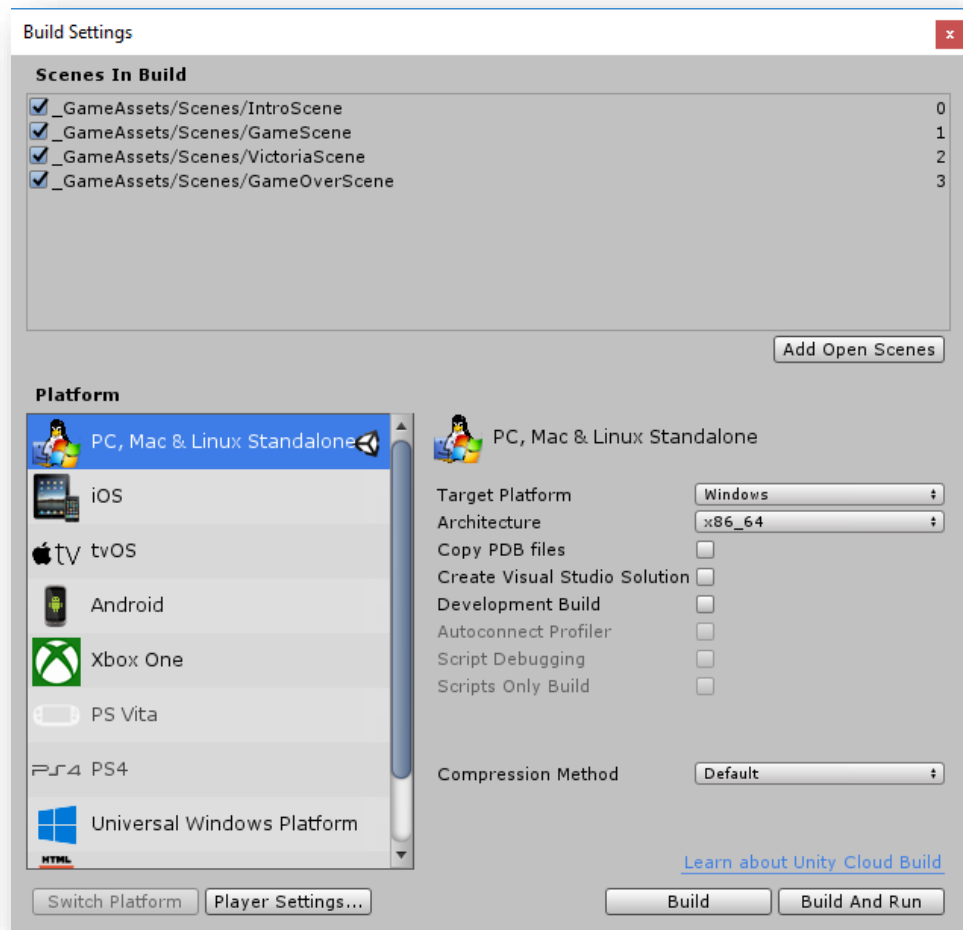 Build Settings
x
Scenes In Build
_GameAssets/Scenes/IntroScene 0
_GameAssets/Scenes/GameScene 1
_GameAssets/Scenes/VictoriaScene 2
_GameAssets/Scenes/GameOverScene 3
Add Open Scenes
Platform
PC, Mac & Linux Standalone
iOS
tv tvOS
Android
Xbox One
PS Vita
PS4 PS4
Universal Windows Platform
HTML
PC, Mac & Linux Standalone
Target Platform Windows
Architecture x86_64
Copy PDB files
Create Visual Studio Solution
Development Build
Autoconnect Profiler
Script Debugging
Scripts Only Build
Compression Method Default
Learn about Unity Cloud Build
Switch Platform Player Settings... Build Build And Run